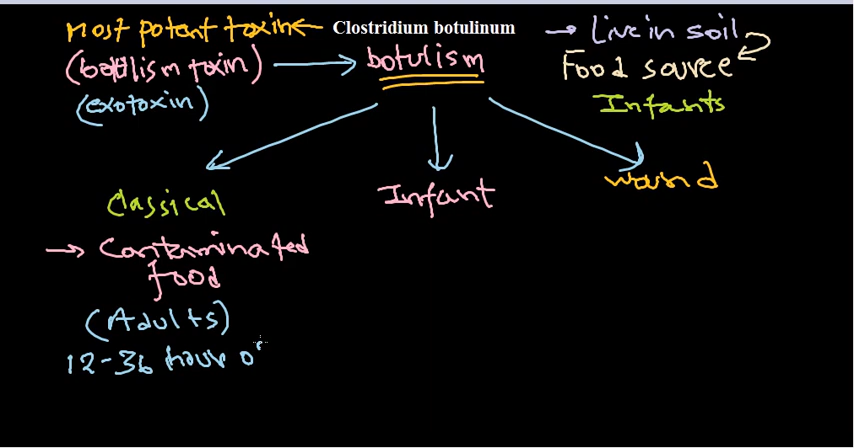 Most potent toxin ← Clostridium botulinum → Live in soil
(botulism toxin) → botulism Food source
(exotoxin) Infants
Classical Infant wound
→ Contaminated
food
(Adults)
12-36 hour o